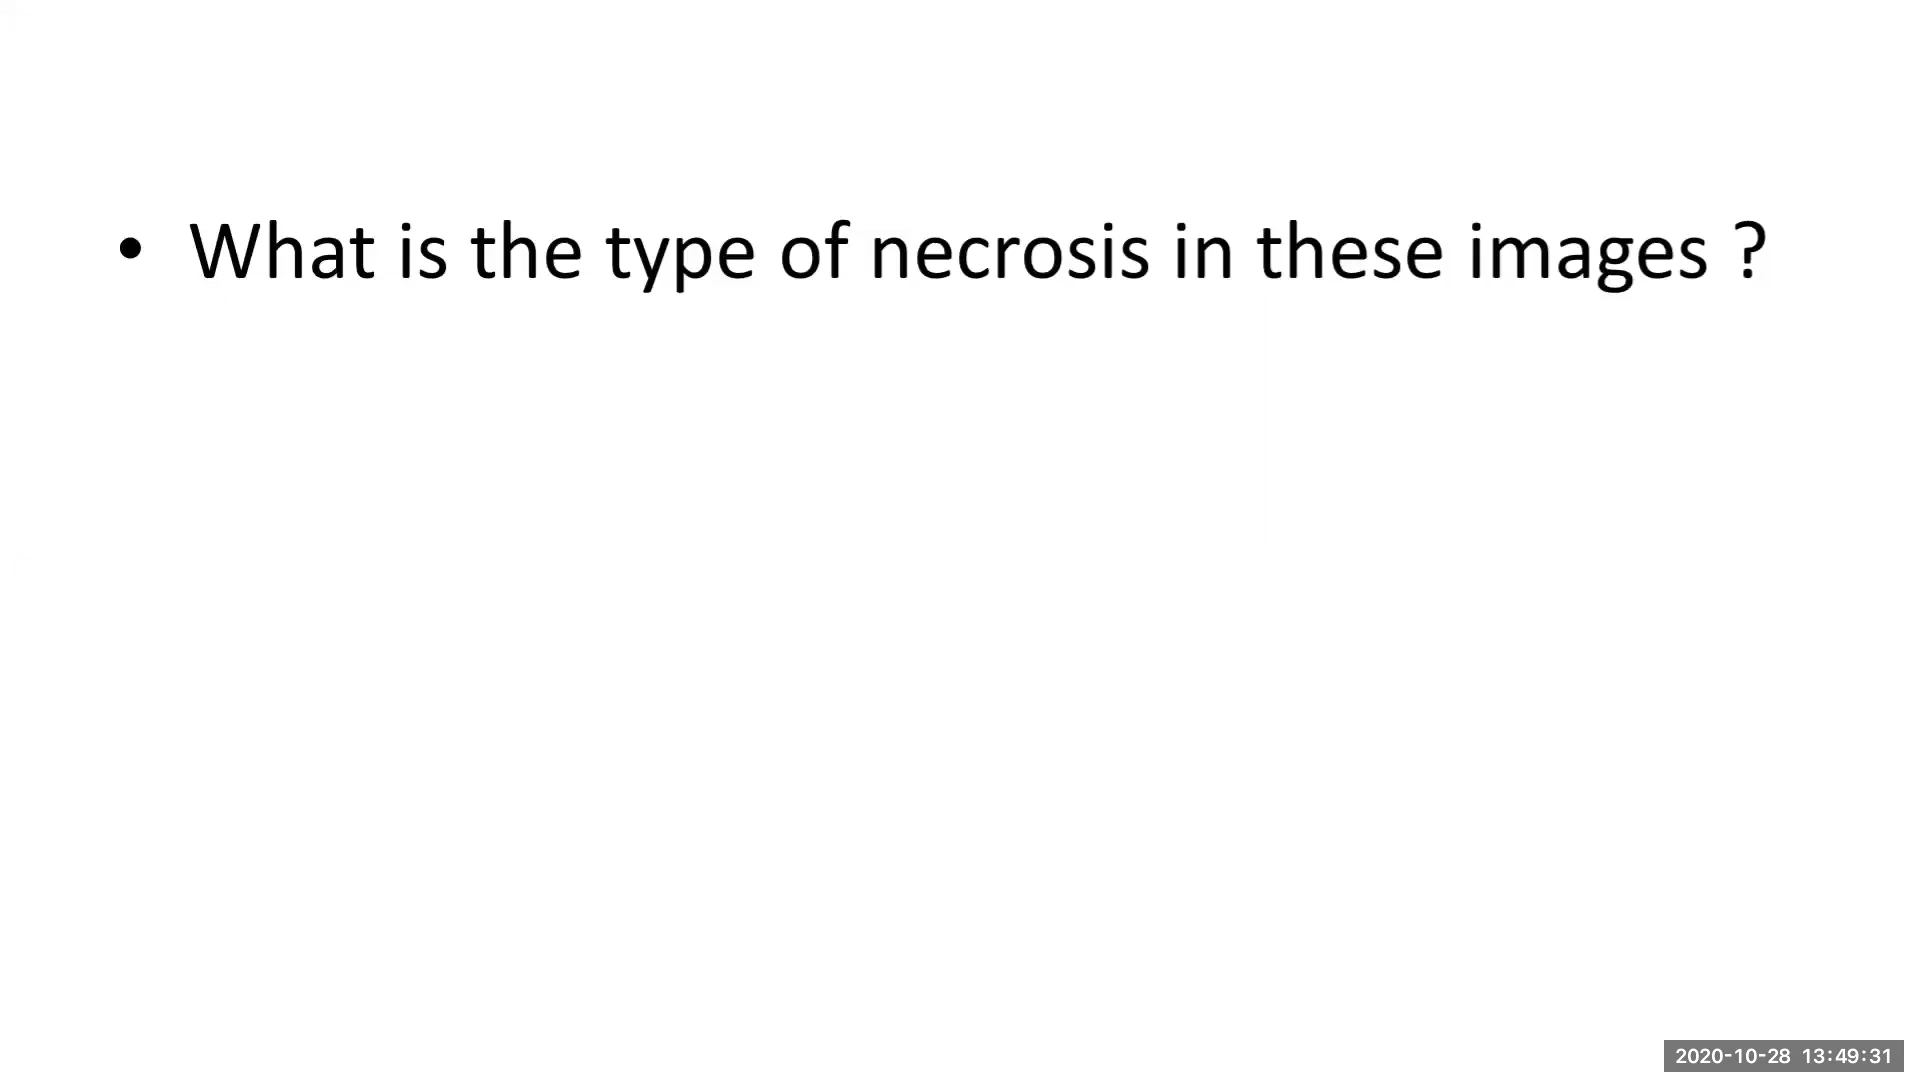 • What is the type of necrosis in these images ?
2020-10-28 13:49:31